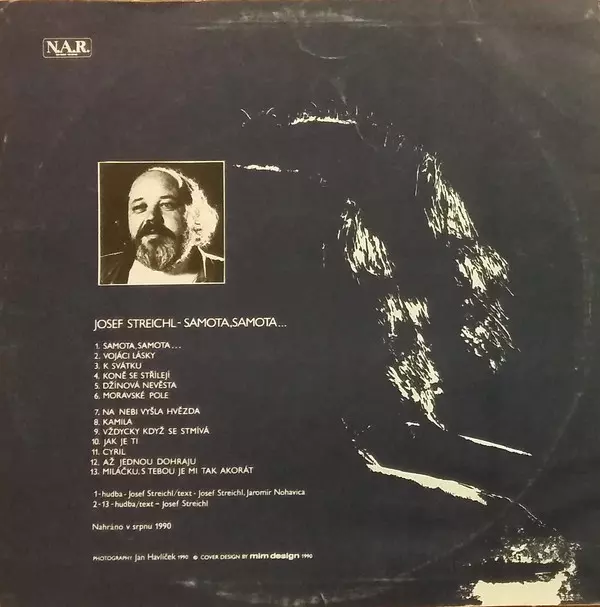 N.A.R.
JOSEF STREICHL - SAMOTA, SAMOTA...
1. SAMOTA, SAMOTA...
2. VOJÁCI LÁSKY
3. K SVÁTKU
4. KONĚ SE STŘÍLEJÍ
5. DŽÍNOVÁ NEVĚSTA
6. MORAVSKÉ POLE
7. NA NEBI VYŠLA HVĚZDA
8. KAMILA
9. VŽDYCKY KDYŽ SE STMÍVÁ
10. JAK JE TI
11. CYRIL
12. AŽ JEDNOU DOHRAJU
13. MILÁČKU, S TEBOU JE MI TAK AKORÁT
1 - hudba - Josef Streichl/text - Josef Streichl, Jaromír Nohavica
2-13 - hudba/text - Josef Streichl
Nahráno v srpnu 1990
PHOTOGRAPHY Jan Havlíček 1990 © COVER DESIGN BY mim design 1990